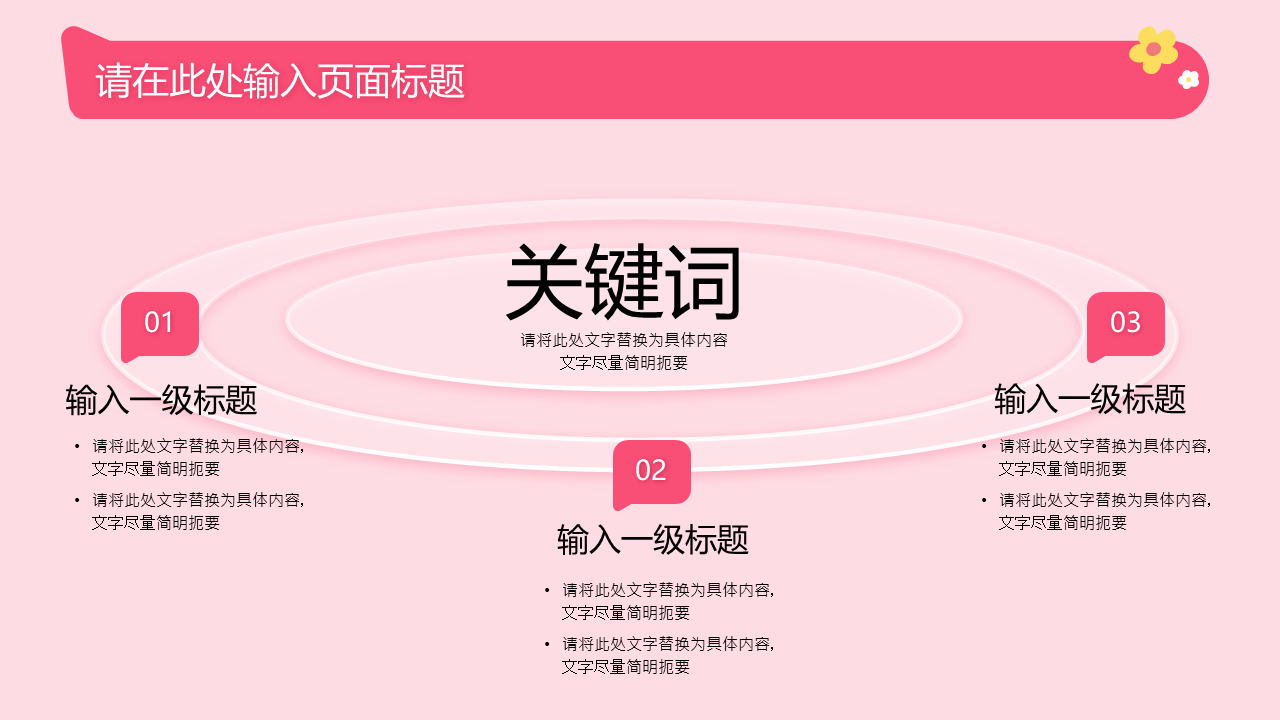 请在此处输入页面标题
关键词
请将此处文字替换为具体内容
文字尽量简明扼要
01
输入一级标题
• 请将此处文字替换为具体内容,
文字尽量简明扼要
• 请将此处文字替换为具体内容,
文字尽量简明扼要
02
输入一级标题
• 请将此处文字替换为具体内容,
文字尽量简明扼要
• 请将此处文字替换为具体内容,
文字尽量简明扼要
03
输入一级标题
• 请将此处文字替换为具体内容,
文字尽量简明扼要
• 请将此处文字替换为具体内容,
文字尽量简明扼要